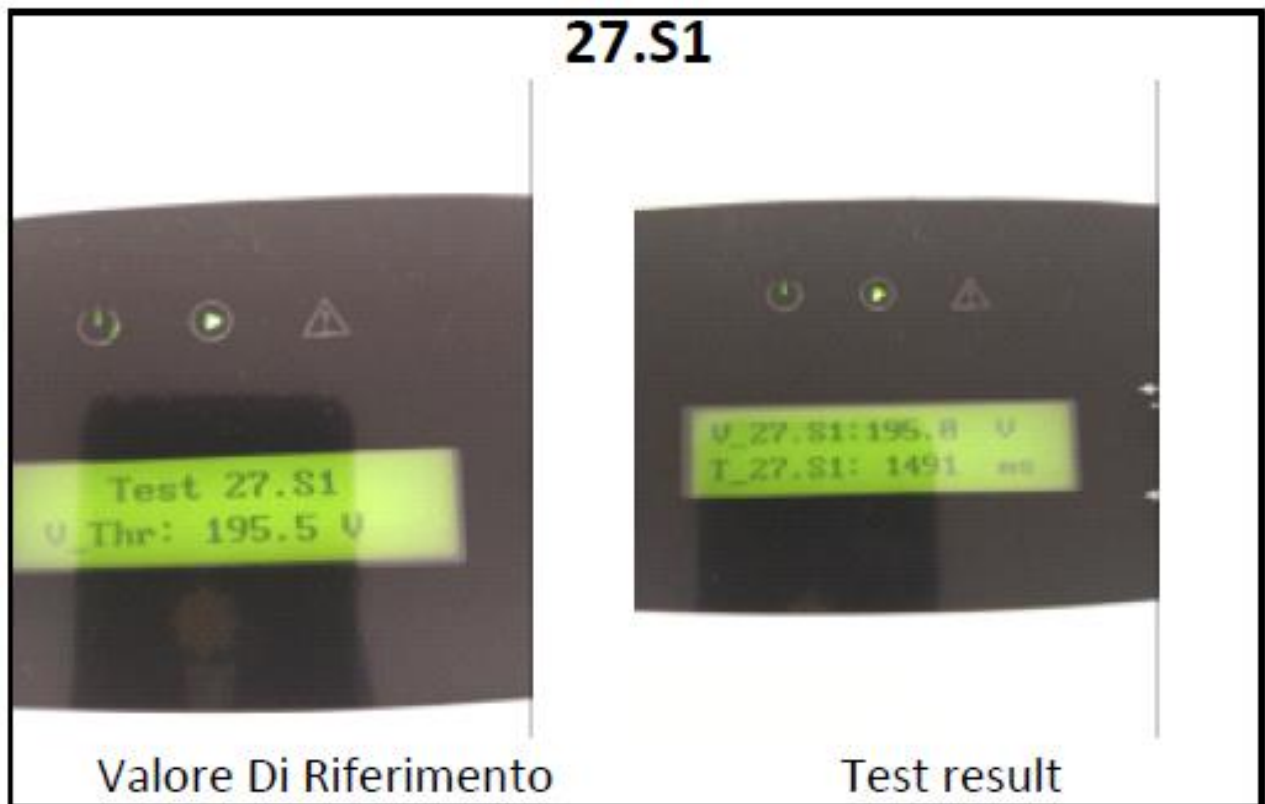 27.S1
Test 27.S1
V_Thr: 195.5 V
V_27.S1:195.0 V
T_27.S1: 1491 ms
Valore Di Riferimento
Test result